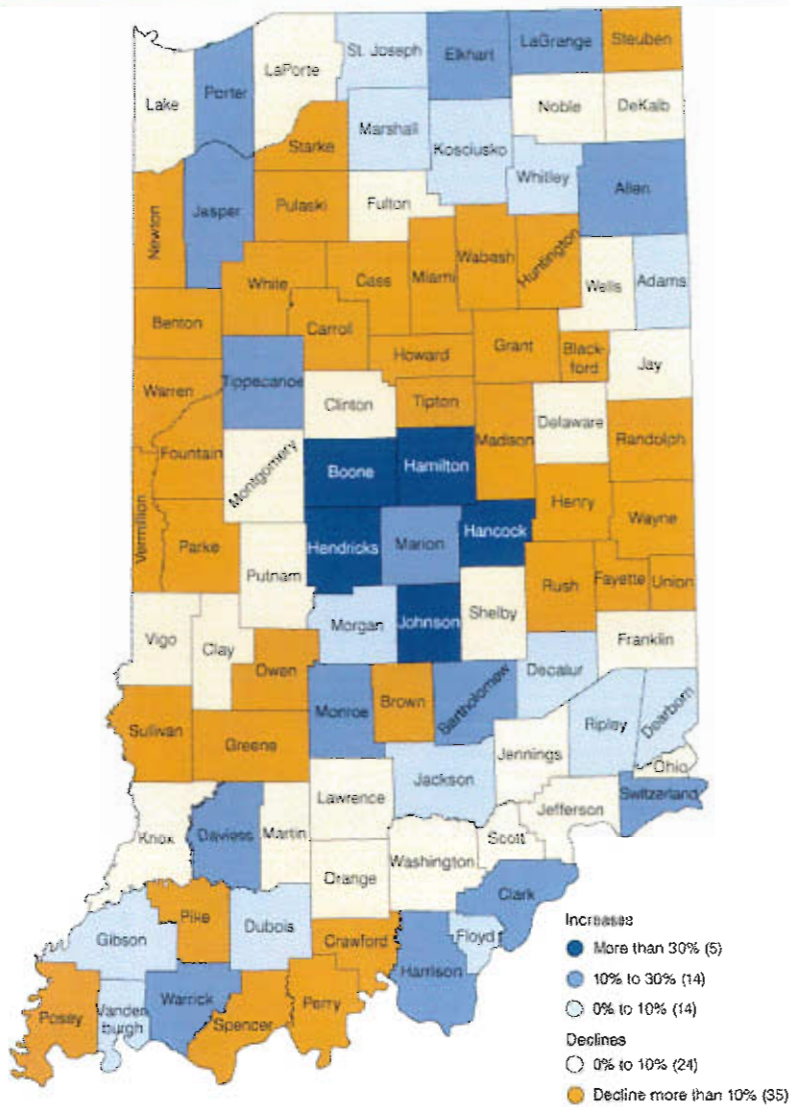 St. Joseph
Elkhart
LaGrange
Steuben
LaPorte
Lake
Porter
Noble
DeKalb
Marshall
Starke
Kosciusko
Whitley
Allen
Newton
Jasper
Pulaski
Fulton
Wabash
Huntington
White
Cass
Miami
Wells
Adams
Benton
Carroll
Howard
Grant
Black-
ford
Jay
Warren
Tippecanoe
Clinton
Tipton
Delaware
Madison
Randolph
Fountain
Montgomery
Boone
Hamilton
Henry
Wayne
Vermilion
Parke
Hendricks
Marion
Hancock
Putnam
Rush
Fayette
Union
Vigo
Clay
Morgan
Johnson
Shelby
Franklin
Owen
Decatur
Sullivan
Greene
Monroe
Brown
Bartholomew
Ripley
Dearborn
Jennings
Ohio
Jackson
Lawrence
Jefferson
Switzerland
Knox
Daviess
Martin
Scott
Washington
Orange
Clark
Pike
Gibson
Dubois
Crawford
Floyd
Harrison
Posey
Vander
burgh
Warrick
Spencer
Perry
Increases
More than 30% (5)
10% to 30% (14)
0% to 10% (14)
Declines
0% to 10% (24)
Decline more than 10% (35)